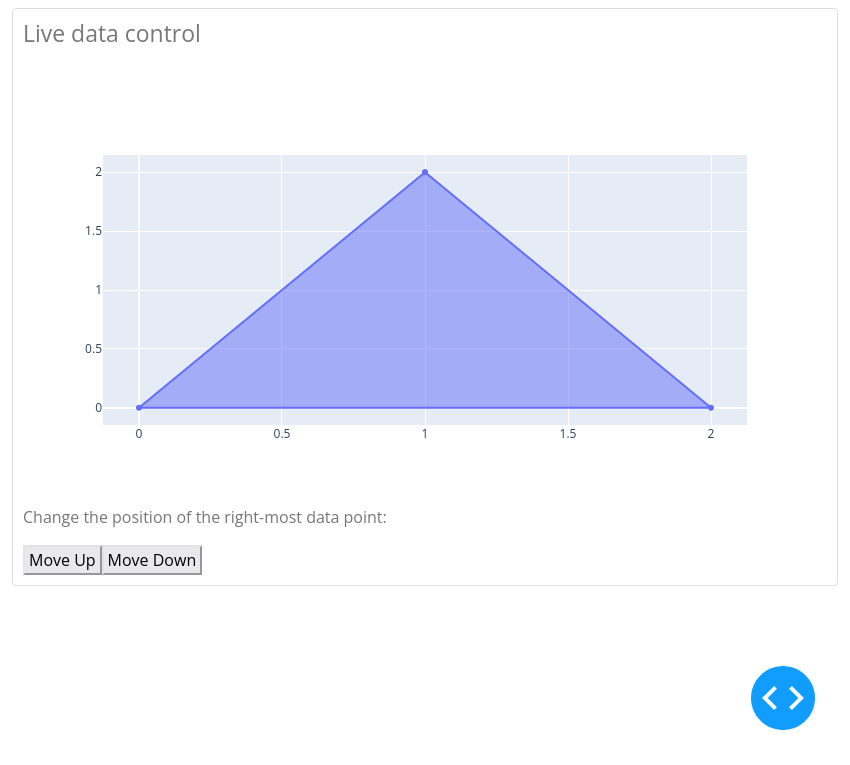 Live data control
2
1.5
1
0.5
0
0 0.5 1 1.5 2
Change the position of the right-most data point:
Move Up Move Down